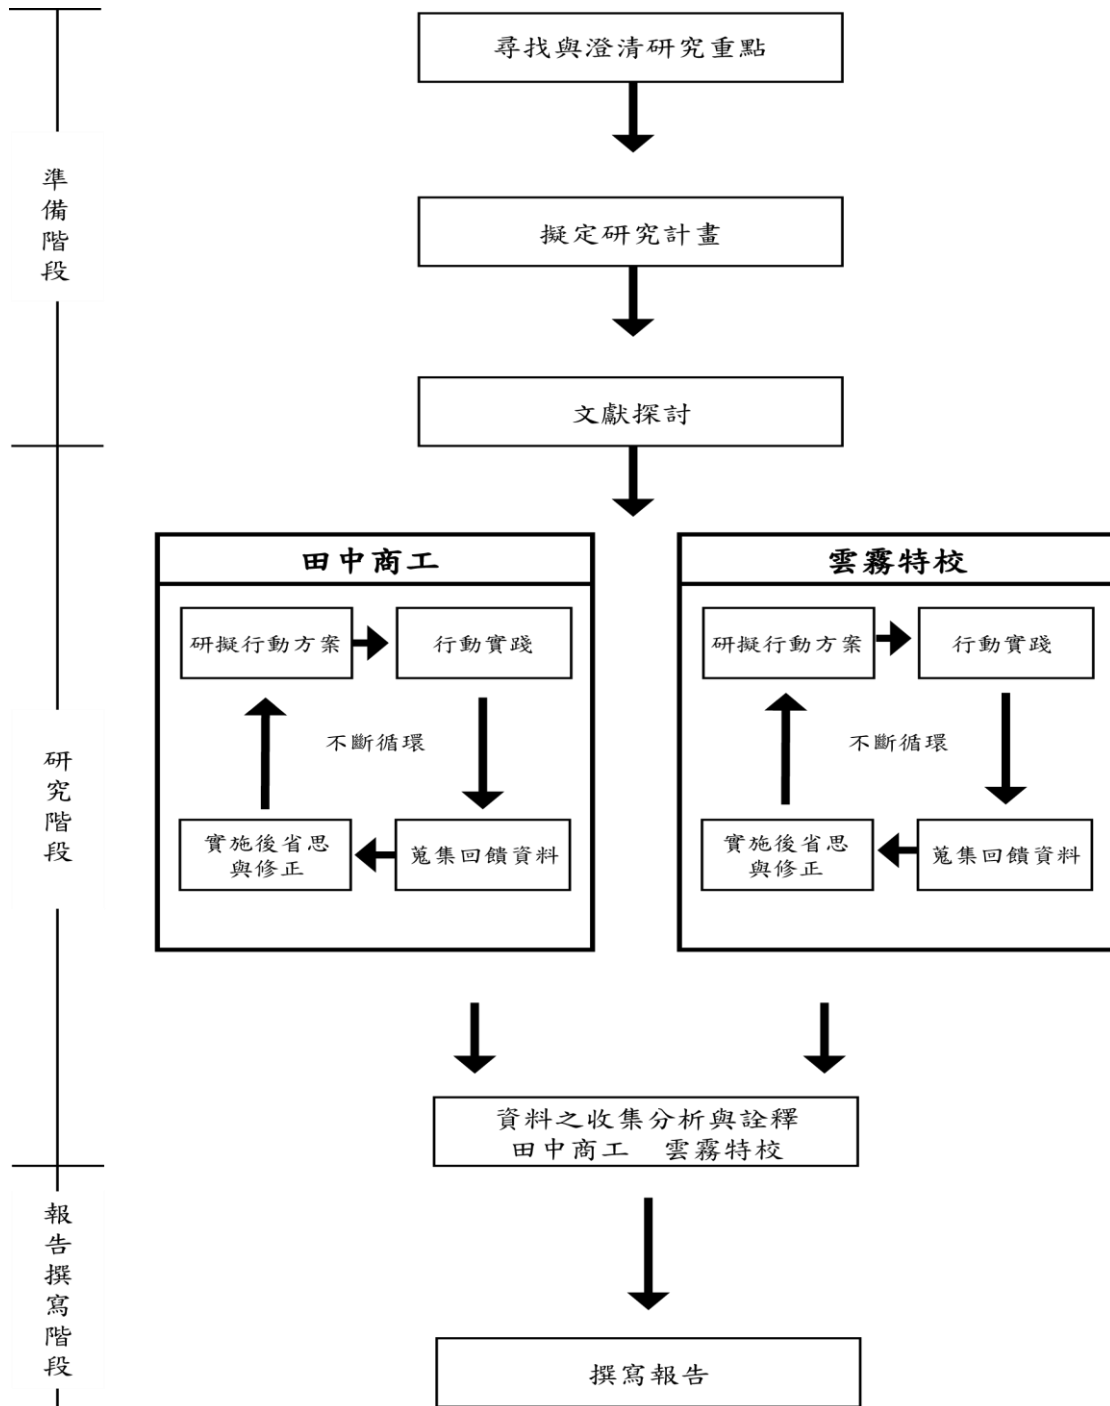 尋找與澄清研究重點
準備階段
擬定研究計畫
文獻探討
田中商工
研擬行動方案
行動實踐
不斷循環
實施後省思
與修正
蒐集回饋資料
雲霧特校
研擬行動方案
行動實踐
不斷循環
實施後省思
與修正
蒐集回饋資料
研究階段
資料之收集分析與詮釋
田中商工 雲霧特校
報告撰寫階段
撰寫報告